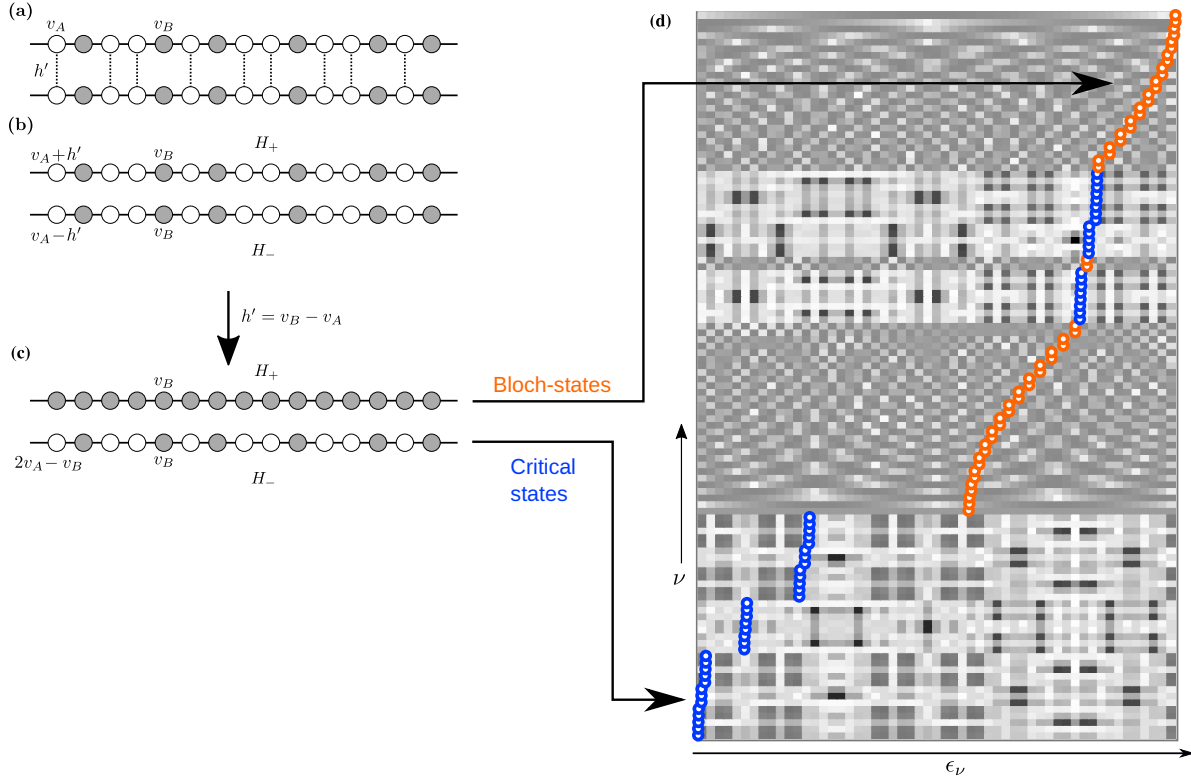 (a)
v_A v_B
h′
(b)
H_+
v_A+h′ v_B
v_A−h′ v_B
H_−
h′ = v_B − v_A
(c)
v_B H_+
2v_A − v_B v_B
H_−
Bloch-states
Critical
states
(d)
ν
ϵ_ν